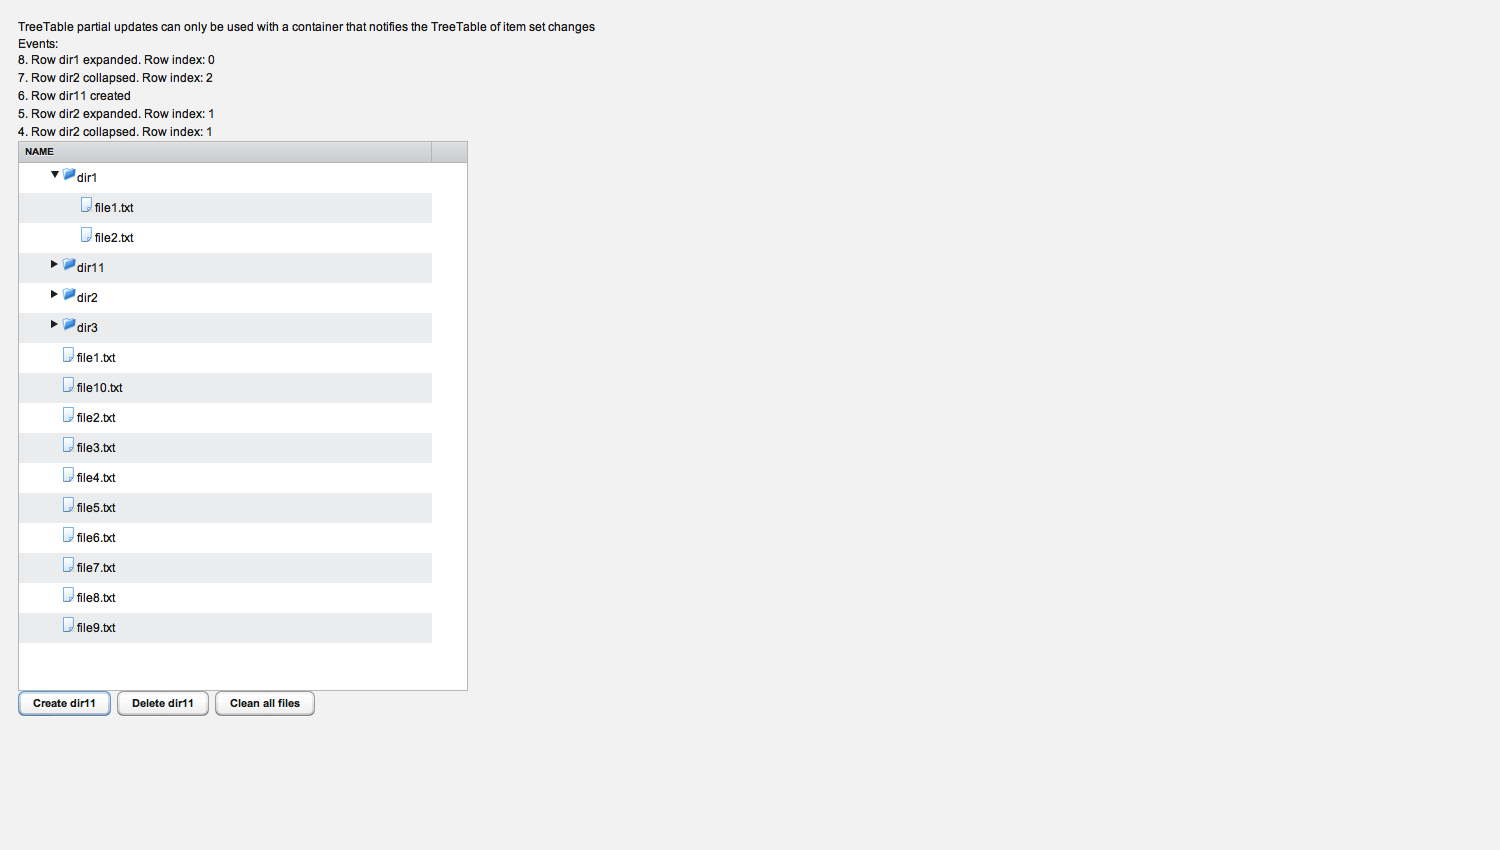 TreeTable partial updates can only be used with a container that notifies the TreeTable of item set changes
Events:
8. Row dir1 expanded. Row index: 0
7. Row dir2 collapsed. Row index: 2
6. Row dir11 created
5. Row dir2 expanded. Row index: 1
4. Row dir2 collapsed. Row index: 1
NAME
dir1
file1.txt
file2.txt
dir11
dir2
dir3
file1.txt
file10.txt
file2.txt
file3.txt
file4.txt
file5.txt
file6.txt
file7.txt
file8.txt
file9.txt
Create dir11 Delete dir11 Clean all files